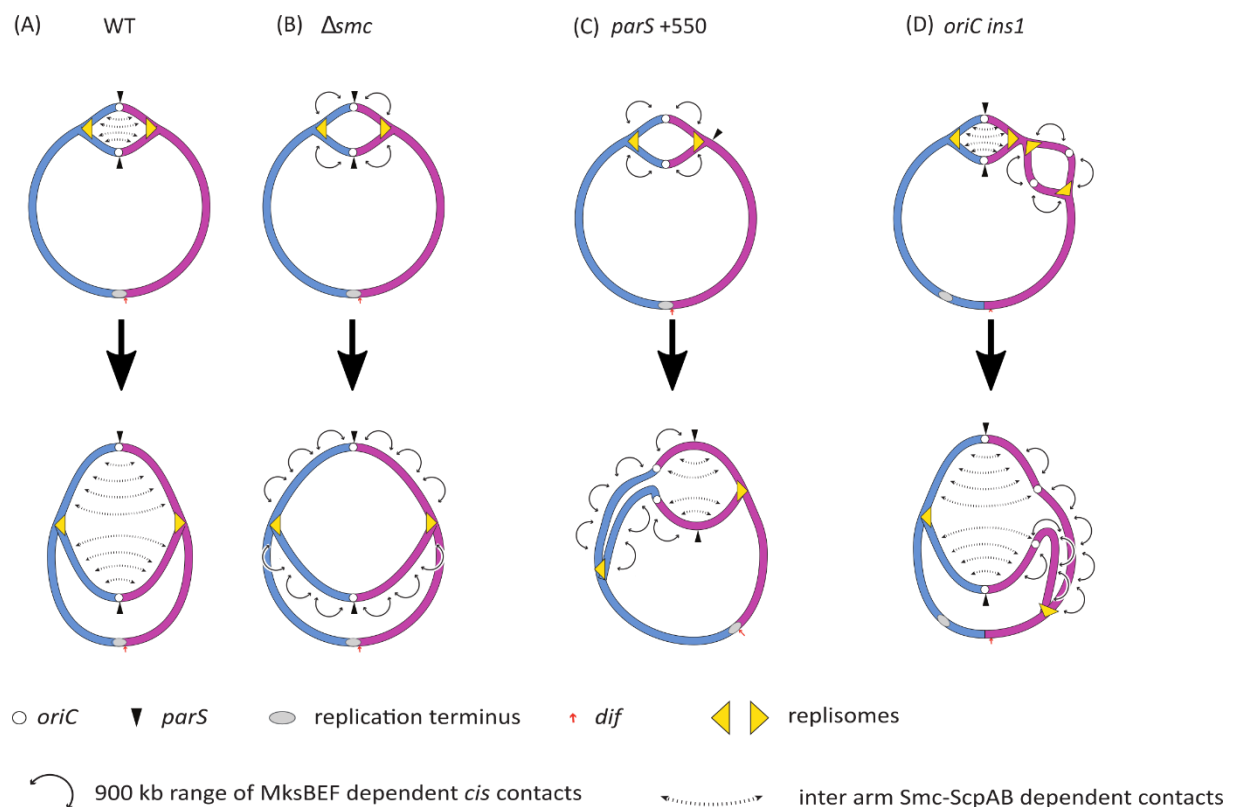 (A) WT (B) Δsmc (C) parS +550 (D) oriC ins1
oriC parS replication terminus dif replisomes
900 kb range of MksBEF dependent cis contacts inter arm Smc-ScpAB dependent contacts